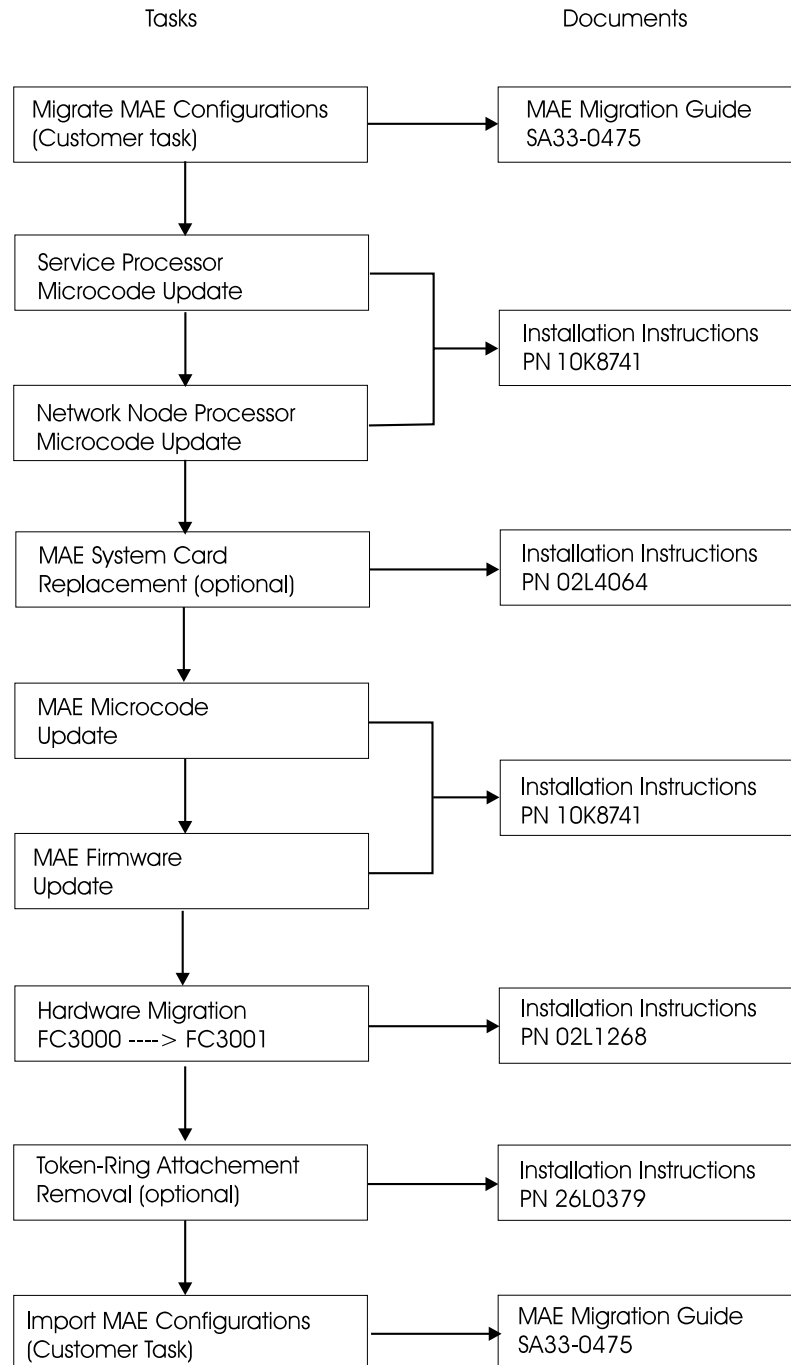 Tasks
Documents
Migrate MAE Configurations
(Customer task)
MAE Migration Guide
SA33-0475
Service Processor
Microcode Update
Installation Instructions
PN 10K8741
Network Node Processor
Microcode Update
MAE System Card
Replacement (optional)
Installation Instructions
PN 02L4064
MAE Microcode
Update
Installation Instructions
PN 10K8741
MAE Firmware
Update
Hardware Migration
FC3000 ----> FC3001
Installation Instructions
PN 02L1268
Token-Ring Attachement
Removal (optional)
Installation Instructions
PN 26L0379
Import MAE Configurations
(Customer Task)
MAE Migration Guide
SA33-0475